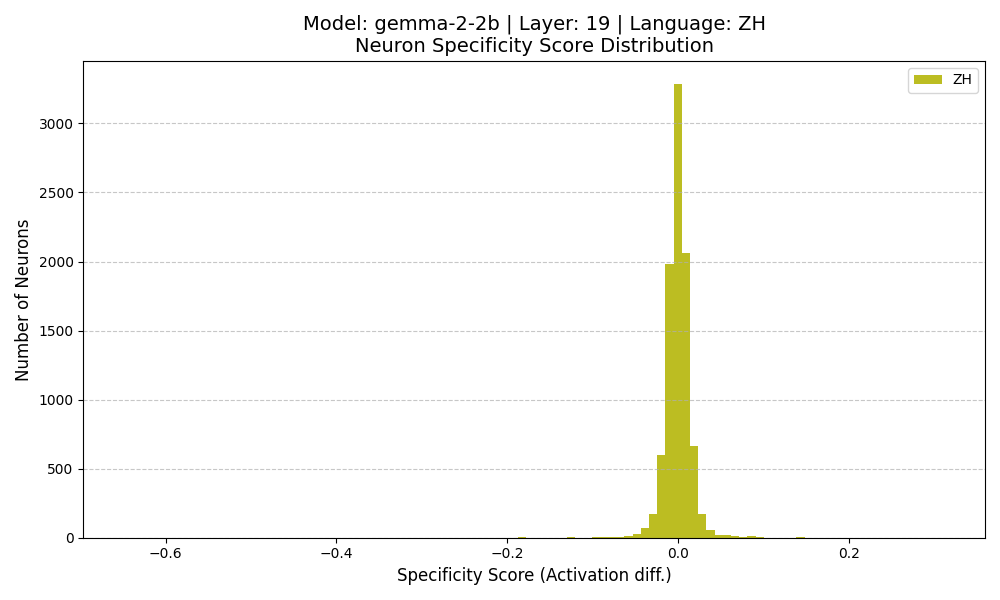 Model: gemma-2-2b | Layer: 19 | Language: ZH
Neuron Specificity Score Distribution
ZH
Number of Neurons
3000
2500
2000
1500
1000
500
0
−0.6
−0.4
−0.2
0.0
0.2
Specificity Score (Activation diff.)